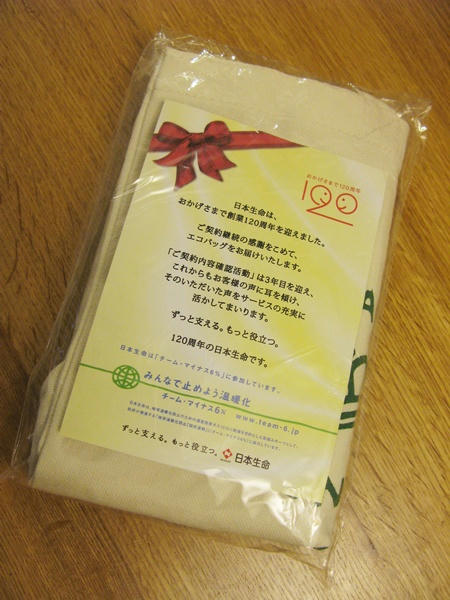 おかげさまで120周年
120
日本生命は、
おかげさまで創業120周年を迎えました。
ご契約継続の感謝をこめて、
エコバッグをお届けいたします。
「ご契約内容確認活動」は3年目を迎え、
これからもお客様の声に耳を傾け、
そのいただいた声をサービスの充実に
活かしてまいります。
ずっと支える。もっと役立つ。
120周年の日本生命です。
日本生命は「チーム・マイナス6%」に参加しています。
みんなで止めよう温暖化
チーム・マイナス6% www.team-6.jp
ずっと支える。もっと役立つ。 日本生命